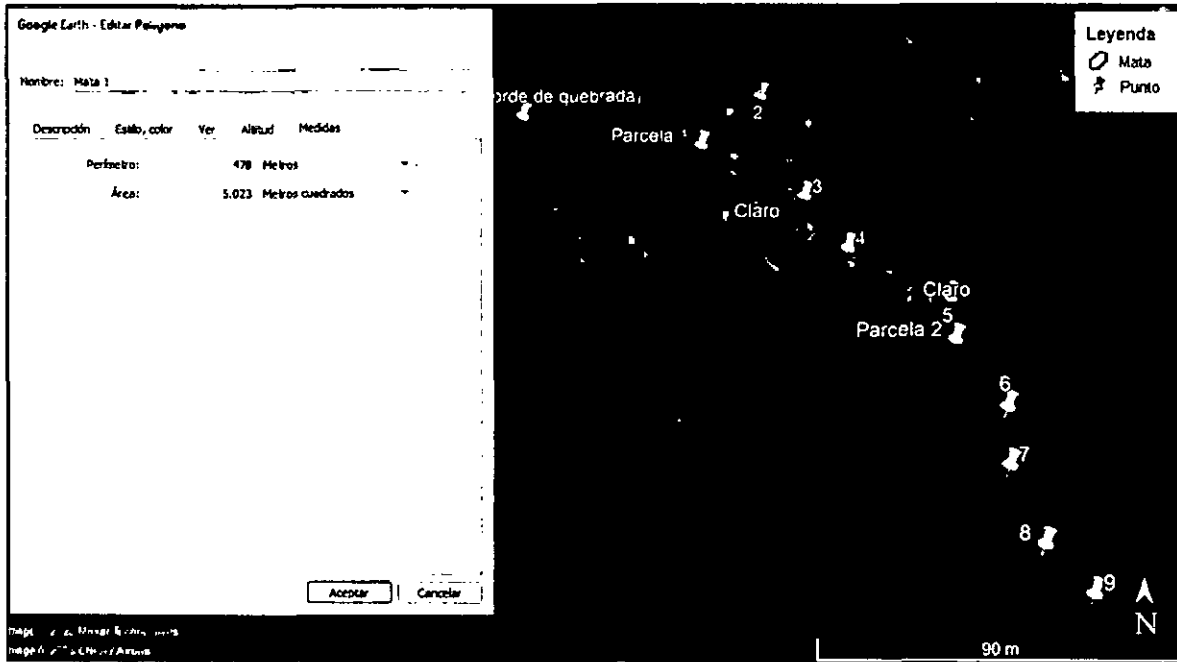 Google Earth - Editar Polygono
Nombre: Mata 1
Descripción Estilo, color Ver Altitud Medidas
Perímetro: 478 Metros
Área: 5.023 Metros cuadrados
Aceptar Cancelar
orde de quebrada
2
Parcela 1
3
Claro
4
Claro
5
Parcela 2
6
7
8
9
Leyenda
Mata
Punto
N
90 m